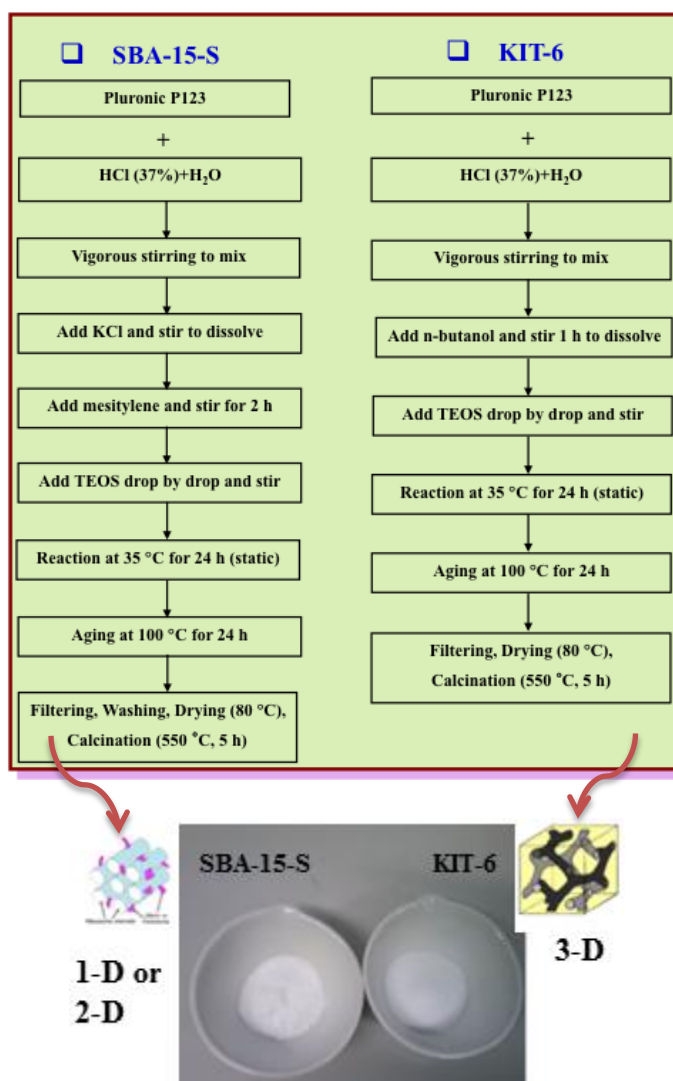 ❑ SBA-15-S
Pluronic P123
+
HCl (37%)+H₂O
Vigorous stirring to mix
Add KCl and stir to dissolve
Add mesitylene and stir for 2 h
Add TEOS drop by drop and stir
Reaction at 35 °C for 24 h (static)
Aging at 100 °C for 24 h
Filtering, Washing, Drying (80 °C),
Calcination (550 °C, 5 h)
❑ KIT-6
Pluronic P123
+
HCl (37%)+H₂O
Vigorous stirring to mix
Add n-butanol and stir 1 h to dissolve
Add TEOS drop by drop and stir
Reaction at 35 °C for 24 h (static)
Aging at 100 °C for 24 h
Filtering, Drying (80 °C),
Calcination (550 °C, 5 h)
1-D or
2-D
SBA-15-S
KIT-6
3-D